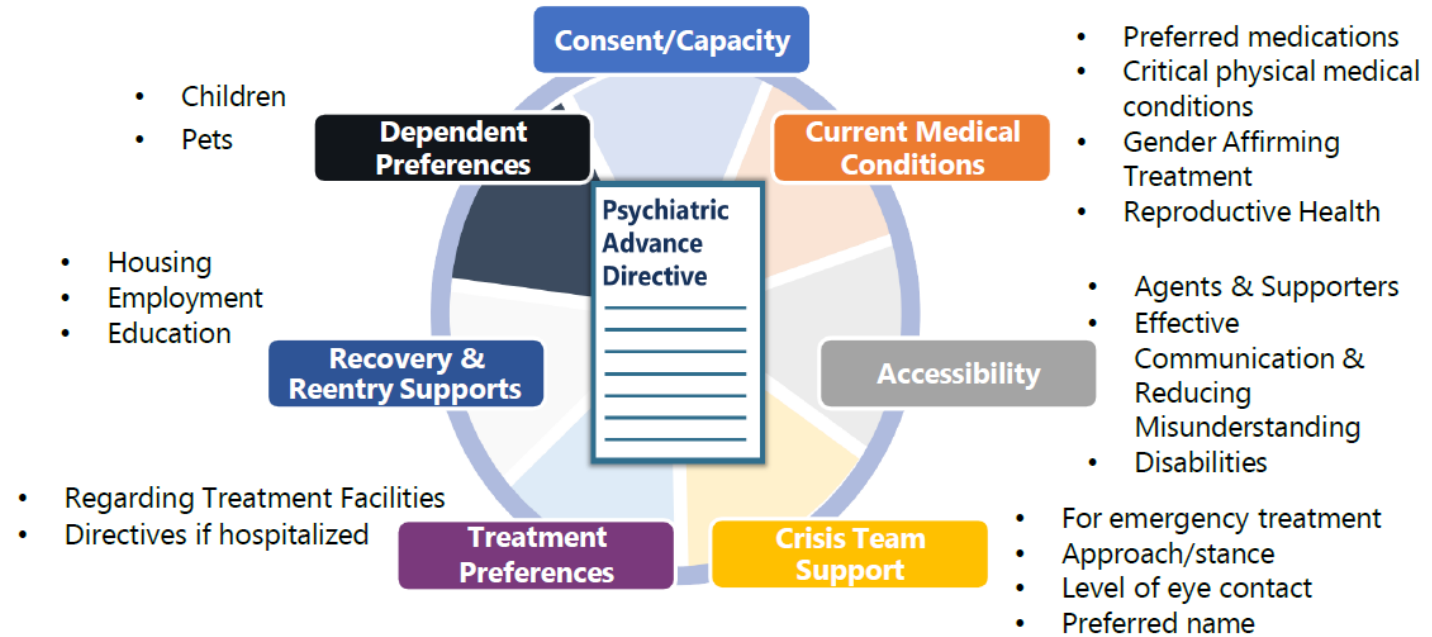 Consent/Capacity
• Children
• Pets
Dependent
Preferences
Current Medical
Conditions
• Preferred medications
• Critical physical medical
conditions
• Gender Affirming
Treatment
• Reproductive Health
Psychiatric
Advance
Directive
• Housing
• Employment
• Education
Recovery &
Reentry Supports
Accessibility
• Agents & Supporters
• Effective
Communication &
Reducing
Misunderstanding
• Disabilities
• Regarding Treatment Facilities
• Directives if hospitalized
Treatment
Preferences
Crisis Team
Support
• For emergency treatment
• Approach/stance
• Level of eye contact
• Preferred name